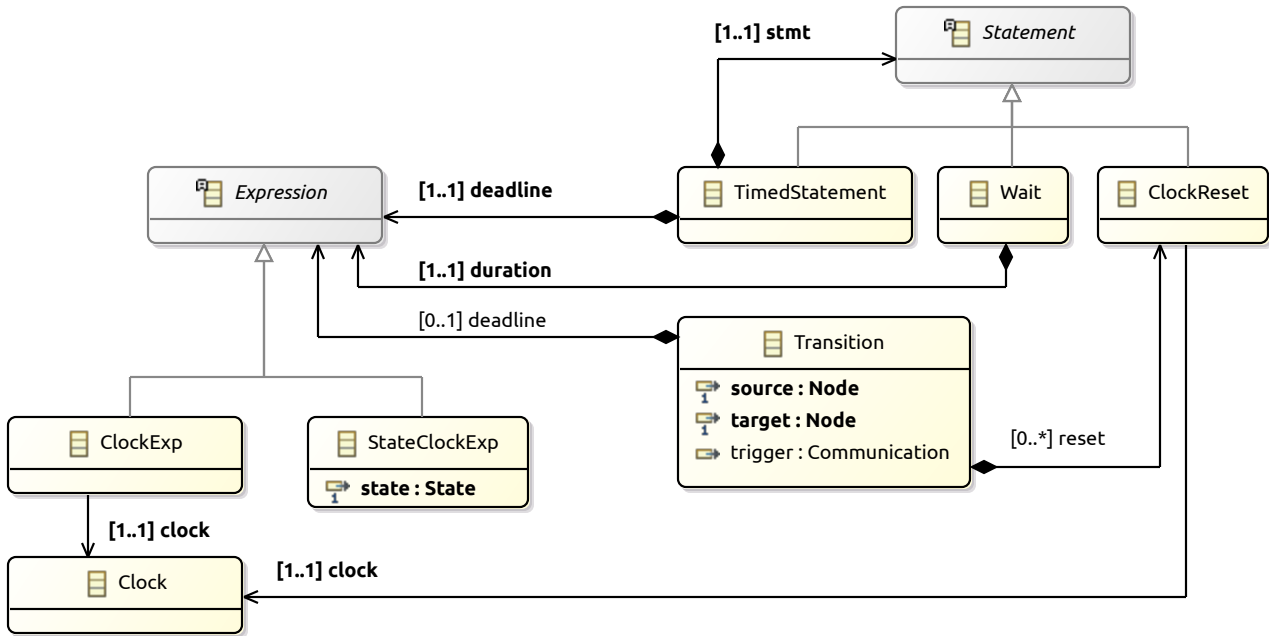 [1..1] stmt
Statement
Expression
[1..1] deadline
TimedStatement
Wait
ClockReset
[1..1] duration
[0..1] deadline
Transition
source : Node
target : Node
trigger : Communication
[0..*] reset
ClockExp
StateClockExp
state : State
[1..1] clock
Clock
[1..1] clock